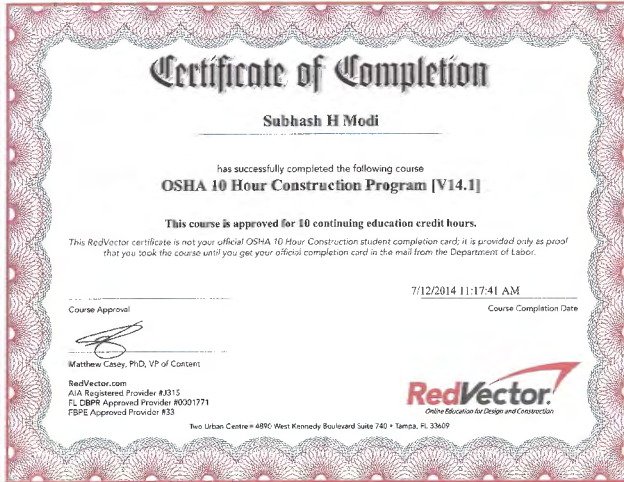 Certificate of Completion
Subhash H Modi
has successfully completed the following course
OSHA 10 Hour Construction Program [V14.1]
This course is approved for 10 continuing education credit hours.
This RedVector certificate is not your official OSHA 10 Hour Construction student completion card; it is provided only as proof
that you took the course until you get your official completion card in the mail from the Department of Labor.
7/12/2014 11:17:41 AM
Course Approval
Course Completion Date
Matthew Casey, PhD, VP of Content
RedVector.com
AIA Registered Provider #J315
FL DBPR Approved Provider #0001771
FBPE Approved Provider #33
RedVector.
Online Education for Design and Construction
Two Urban Centre • 4890 West Kennedy Boulevard Suite 740 • Tampa, FL 33609